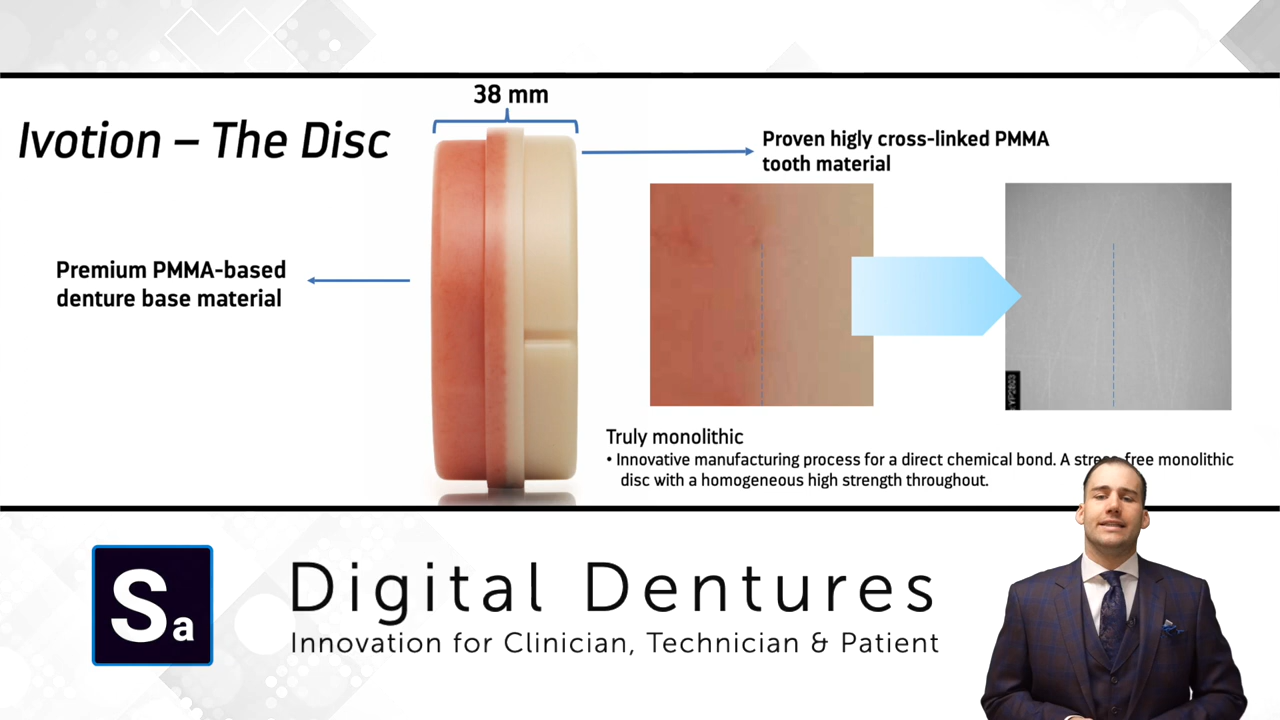 38 mm
Ivotion – The Disc
Proven higly cross-linked PMMA
tooth material
Premium PMMA-based
denture base material
Truly monolithic
• Innovative manufacturing process for a direct chemical bond. A stress-free monolithic
disc with a homogeneous high strength throughout.
Sa
Digital Dentures
Innovation for Clinician, Technician & Patient